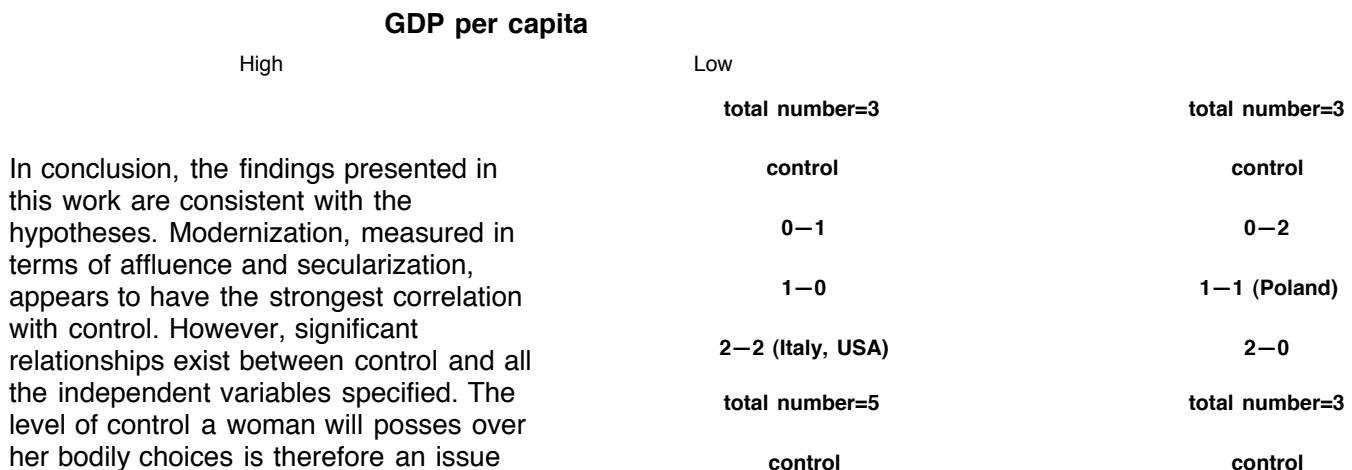 GDP per capita
High Low
total number=3 total number=3
In conclusion, the findings presented in
this work are consistent with the
hypotheses. Modernization, measured in
terms of affluence and secularization,
appears to have the strongest correlation
with control. However, significant
relationships exist between control and all
the independent variables specified. The
level of control a woman will posses over
her bodily choices is therefore an issue
control control
0—1 0—2
1—0 1—1 (Poland)
2—2 (Italy, USA) 2—0
total number=5 total number=3
control control